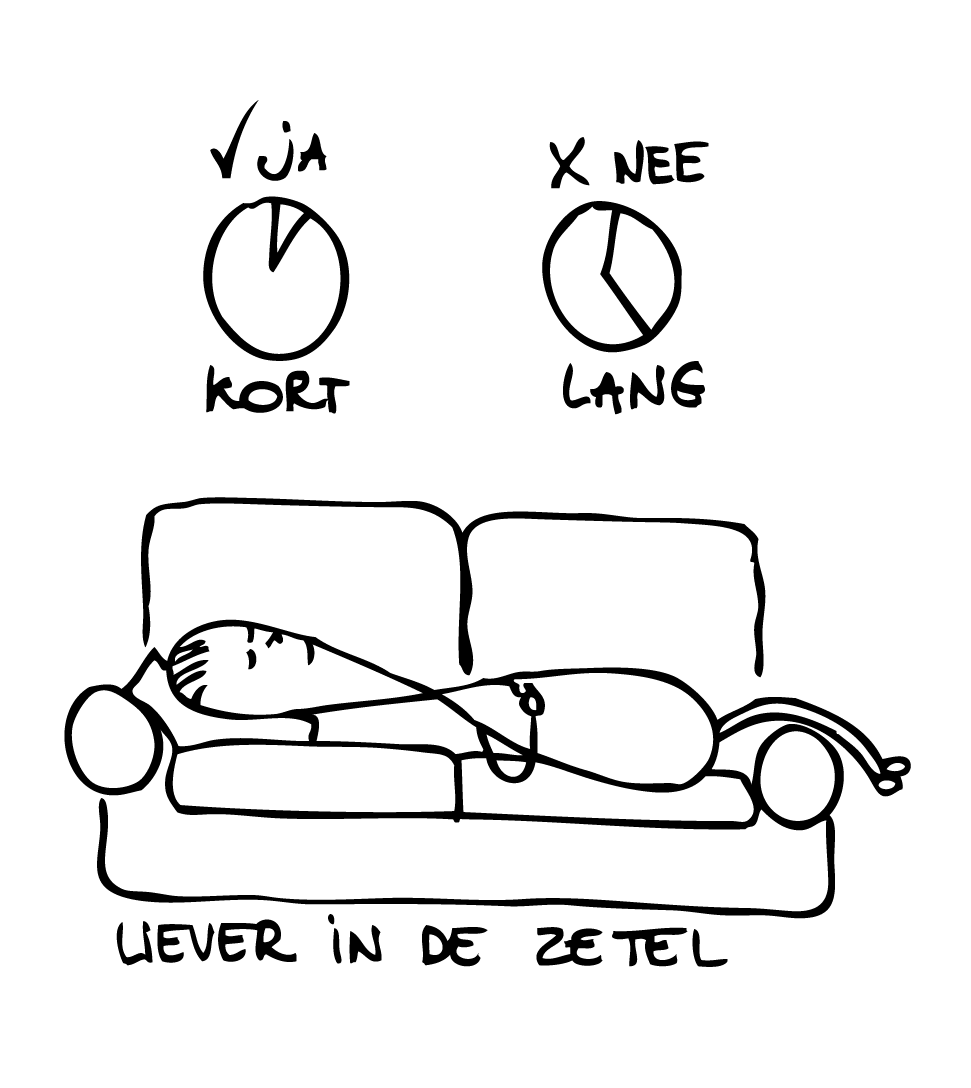 √ jA
X NEE
KORT
LANG
LIEVER iN DE ZETEL